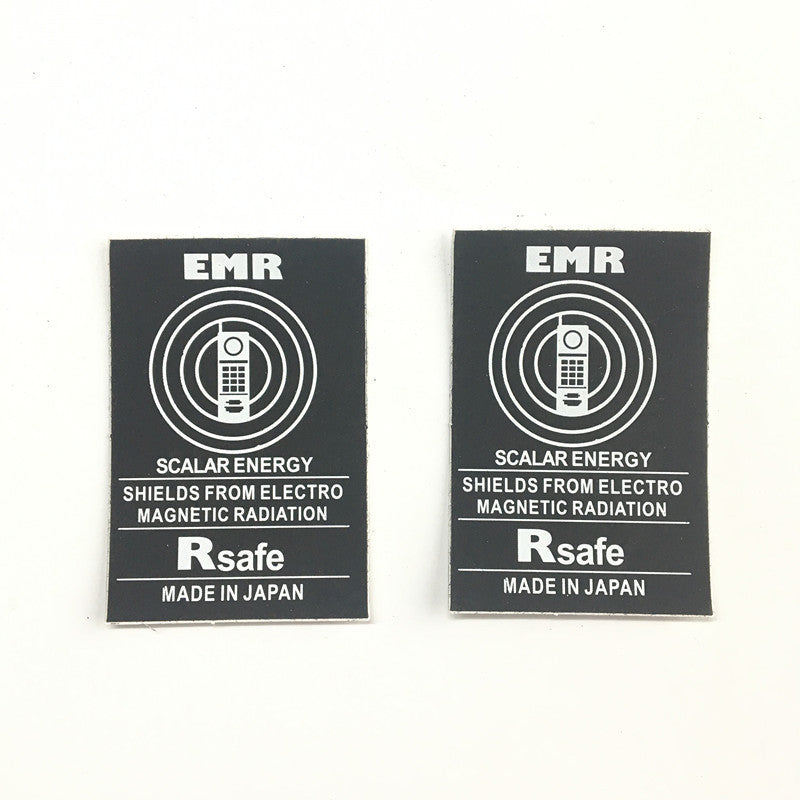 EMR
SCALAR ENERGY
SHIELDS FROM ELECTRO
MAGNETIC RADIATION
Rsafe
MADE IN JAPAN
EMR
SCALAR ENERGY
SHIELDS FROM ELECTRO
MAGNETIC RADIATION
Rsafe
MADE IN JAPAN